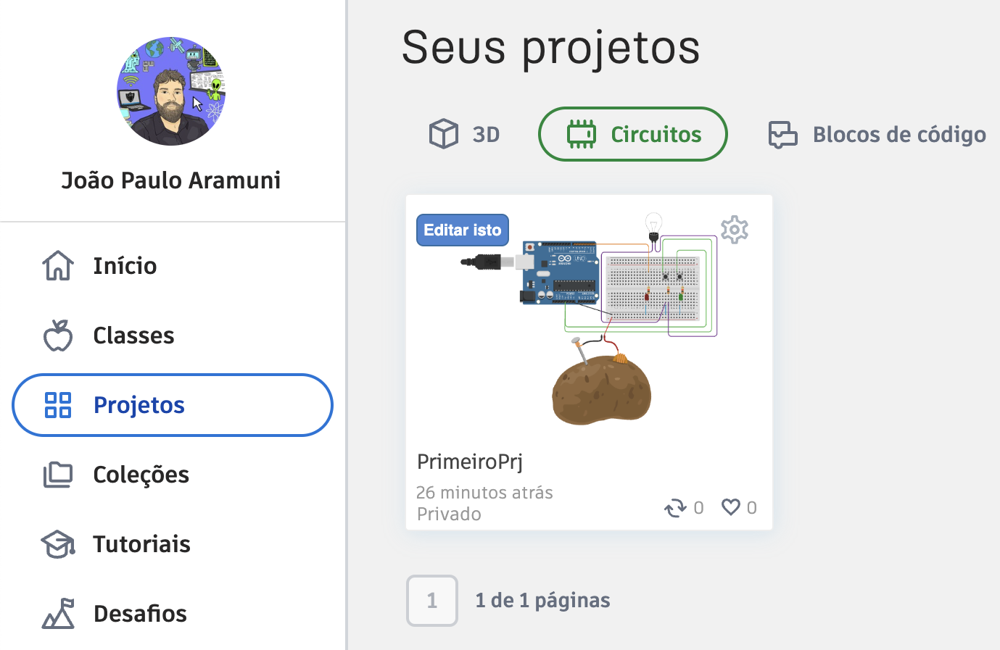 João Paulo Aramuni
Início
Classes
Projetos
Coleções
Tutoriais
Desafios
Seus projetos
3D
Circuitos
Blocos de código
Editar isto
UNO
PrimeiroPrj
26 minutos atrás
Privado
0
0
1
1 de 1 páginas